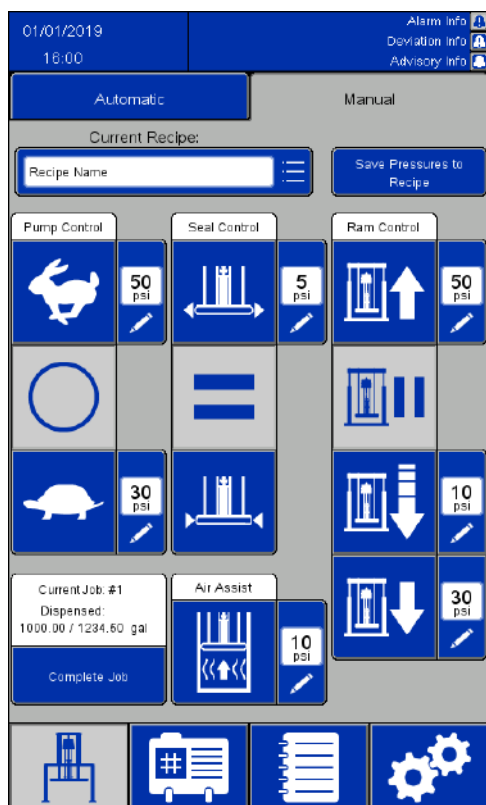 01/01/2019
16:00
Alarm Info
Deviation Info
Advisory Info
Automatic
Manual
Current Recipe:
Recipe Name
Save Pressures to
Recipe
Pump Control
Seal Control
Ram Control
50
psi
5
psi
50
psi
30
psi
10
psi
Current Job: #1
Dispensed:
1000.00 / 1234.50 gal
Complete Job
Air Assist
10
psi
30
psi
#